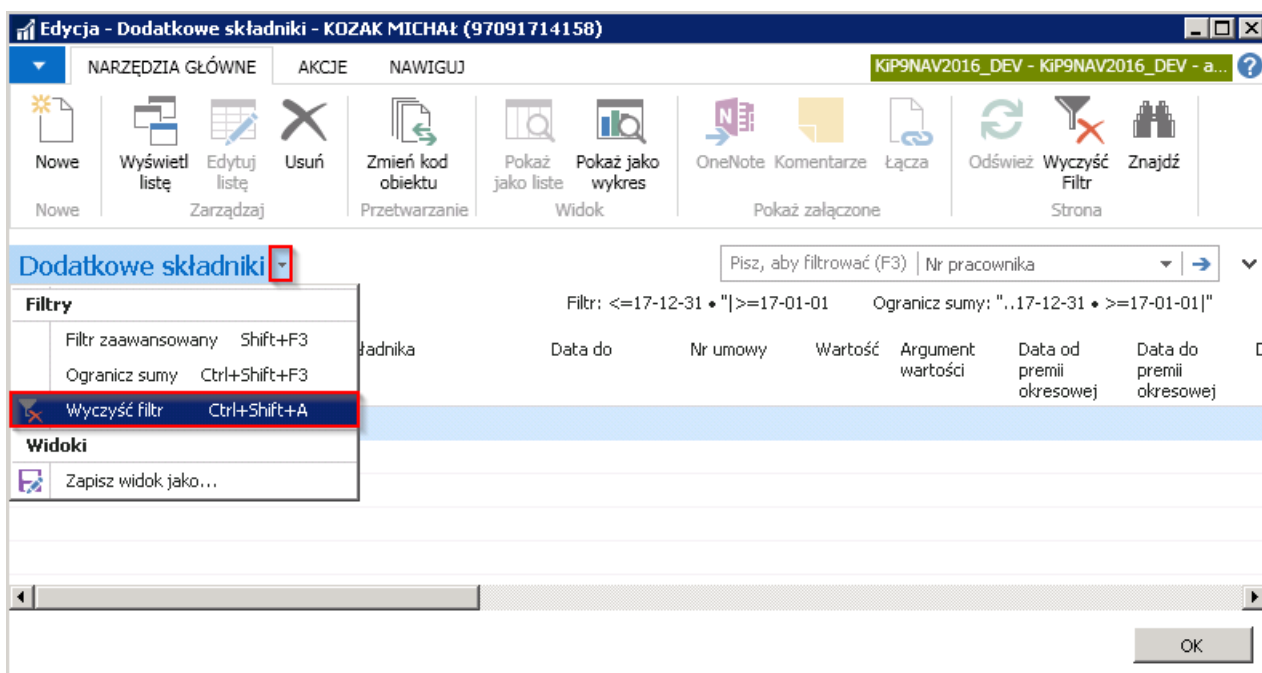 Edycja - Dodatkowe składniki - KOZAK MICHAŁ (97091714158)
NARZĘDZIA GŁÓWNE AKCJE NAWIGUJ KiP9NAV2016_DEV - KiP9NAV2016_DEV - a...
Nowe Wyświetl listę Edytuj listę Usuń Zmień kod obiektu Pokaż jako liste Pokaż jako wykres OneNote Komentarze Łącza Odśwież Wyczyść Filtr Znajdź
Nowe Zarządzaj Przetwarzanie Widok Pokaż załączone Strona
Dodatkowe składniki Pisz, aby filtrować (F3) Nr pracownika
Filtry Filtr: <=17-12-31 • "|>=17-01-01 Ogranicz sumy: "..17-12-31 • >=17-01-01|"
Filtr zaawansowany Shift+F3
Ogranicz sumy Ctrl+Shift+F3
Wyczyść filtr Ctrl+Shift+A
Widoki
Zapisz widok jako...
ładnika Data do Nr umowy Wartość Argument wartości Data od premii okresowej Data do premii okresowej
OK